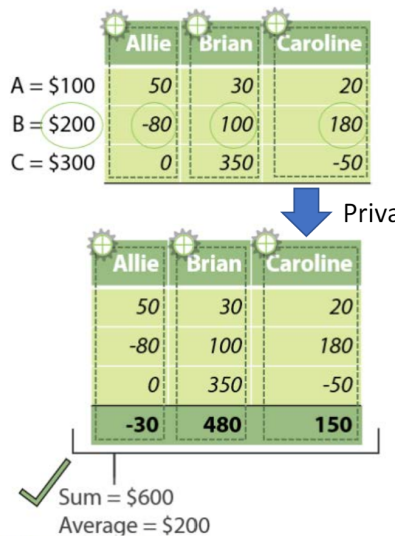 Allie Brian Caroline
A = $100 50 30 20
B = $200 -80 100 180
C = $300 0 350 -50
Allie Brian Caroline
50 30 20
-80 100 180
0 350 -50
-30 480 150
Sum = $600
Average = $200